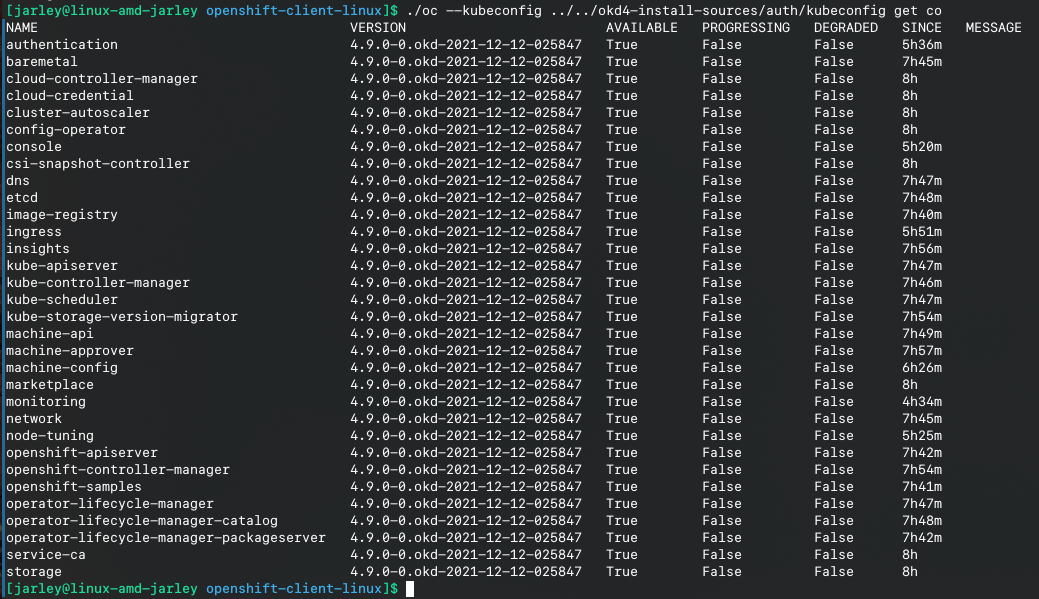 [jarley@linux-amd-jarley openshift-client-linux]$ ./oc --kubeconfig ../../okd4-install-sources/auth/kubeconfig get co
NAME VERSION AVAILABLE PROGRESSING DEGRADED SINCE MESSAGE
authentication 4.9.0-0.okd-2021-12-12-025847 True False False 5h36m
baremetal 4.9.0-0.okd-2021-12-12-025847 True False False 7h45m
cloud-controller-manager 4.9.0-0.okd-2021-12-12-025847 True False False 8h
cloud-credential 4.9.0-0.okd-2021-12-12-025847 True False False 8h
cluster-autoscaler 4.9.0-0.okd-2021-12-12-025847 True False False 8h
config-operator 4.9.0-0.okd-2021-12-12-025847 True False False 8h
console 4.9.0-0.okd-2021-12-12-025847 True False False 5h20m
csi-snapshot-controller 4.9.0-0.okd-2021-12-12-025847 True False False 8h
dns 4.9.0-0.okd-2021-12-12-025847 True False False 7h47m
etcd 4.9.0-0.okd-2021-12-12-025847 True False False 7h48m
image-registry 4.9.0-0.okd-2021-12-12-025847 True False False 7h40m
ingress 4.9.0-0.okd-2021-12-12-025847 True False False 5h51m
insights 4.9.0-0.okd-2021-12-12-025847 True False False 7h56m
kube-apiserver 4.9.0-0.okd-2021-12-12-025847 True False False 7h47m
kube-controller-manager 4.9.0-0.okd-2021-12-12-025847 True False False 7h46m
kube-scheduler 4.9.0-0.okd-2021-12-12-025847 True False False 7h47m
kube-storage-version-migrator 4.9.0-0.okd-2021-12-12-025847 True False False 7h54m
machine-api 4.9.0-0.okd-2021-12-12-025847 True False False 7h49m
machine-approver 4.9.0-0.okd-2021-12-12-025847 True False False 7h57m
machine-config 4.9.0-0.okd-2021-12-12-025847 True False False 6h26m
marketplace 4.9.0-0.okd-2021-12-12-025847 True False False 8h
monitoring 4.9.0-0.okd-2021-12-12-025847 True False False 4h34m
network 4.9.0-0.okd-2021-12-12-025847 True False False 7h45m
node-tuning 4.9.0-0.okd-2021-12-12-025847 True False False 5h25m
openshift-apiserver 4.9.0-0.okd-2021-12-12-025847 True False False 7h42m
openshift-controller-manager 4.9.0-0.okd-2021-12-12-025847 True False False 7h54m
openshift-samples 4.9.0-0.okd-2021-12-12-025847 True False False 7h41m
operator-lifecycle-manager 4.9.0-0.okd-2021-12-12-025847 True False False 7h47m
operator-lifecycle-manager-catalog 4.9.0-0.okd-2021-12-12-025847 True False False 7h48m
operator-lifecycle-manager-packageserver 4.9.0-0.okd-2021-12-12-025847 True False False 7h42m
service-ca 4.9.0-0.okd-2021-12-12-025847 True False False 8h
storage 4.9.0-0.okd-2021-12-12-025847 True False False 8h
[jarley@linux-amd-jarley openshift-client-linux]$